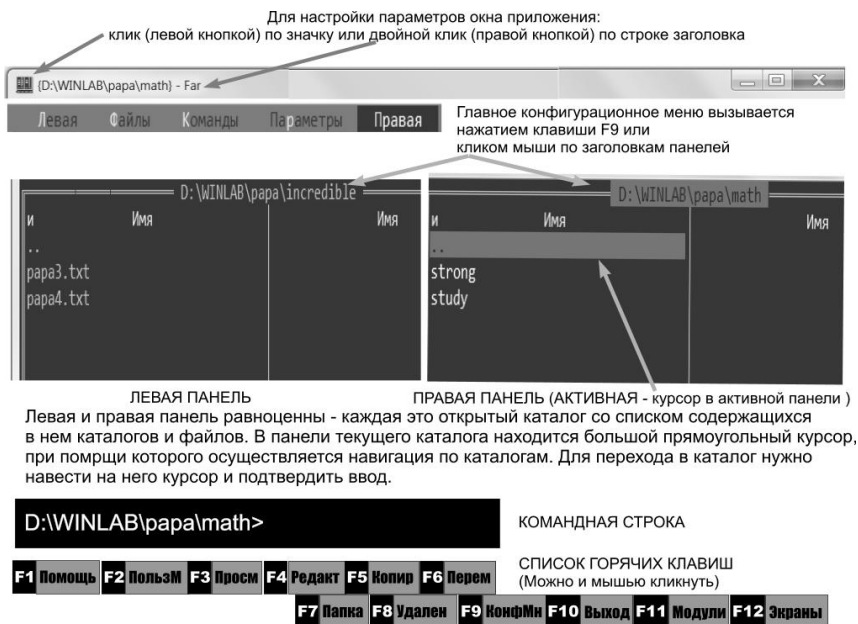 Для настройки параметров окна приложения:
клик (левой кнопкой) по значку или двойной клик (правой кнопкой) по строке заголовка
{D:\WINLAB\papa\math} - Far
Левая Файлы Команды Параметры Правая
Главное конфигурационное меню вызывается
нажатием клавиши F9 или
кликом мыши по заголовкам панелей
D:\WINLAB\papa\incredible
и Имя Имя
..
papa3.txt
papa4.txt
D:\WINLAB\papa\math
и Имя Имя
..
strong
study
ЛЕВАЯ ПАНЕЛЬ
ПРАВАЯ ПАНЕЛЬ (АКТИВНАЯ - курсор в активной панели )
Левая и правая панель равноценны - каждая это открытый каталог со списком содержащихся
в нем каталогов и файлов. В панели текущего каталога находится большой прямоугольный курсор,
при помрщи которого осуществляется навигация по каталогам. Для перехода в каталог нужно
навести на него курсор и подтвердить ввод.
D:\WINLAB\papa\math>
КОМАНДНАЯ СТРОКА
СПИСОК ГОРЯЧИХ КЛАВИШ
(Можно и мышью кликнуть)
F1 Помощь F2 ПользМ F3 Просм F4 Редакт F5 Копир F6 Перем
F7 Папка F8 Удален F9 КонфМн F10 Выход F11 Модули F12 Экраны